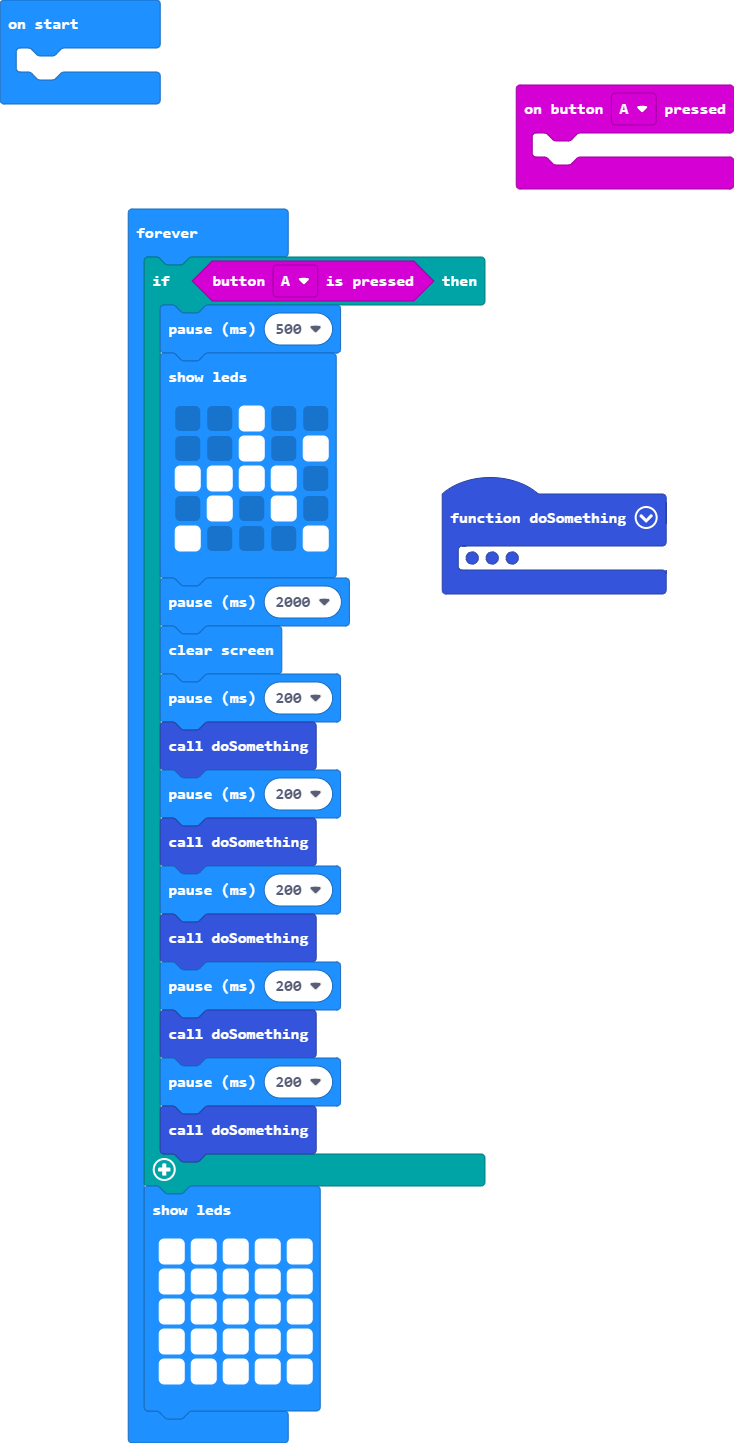 on start
on button A pressed
forever
if button A is pressed then
pause (ms) 500
show leds
function doSomething
pause (ms) 2000
clear screen
pause (ms) 200
call doSomething
pause (ms) 200
call doSomething
pause (ms) 200
call doSomething
pause (ms) 200
call doSomething
pause (ms) 200
call doSomething
show leds